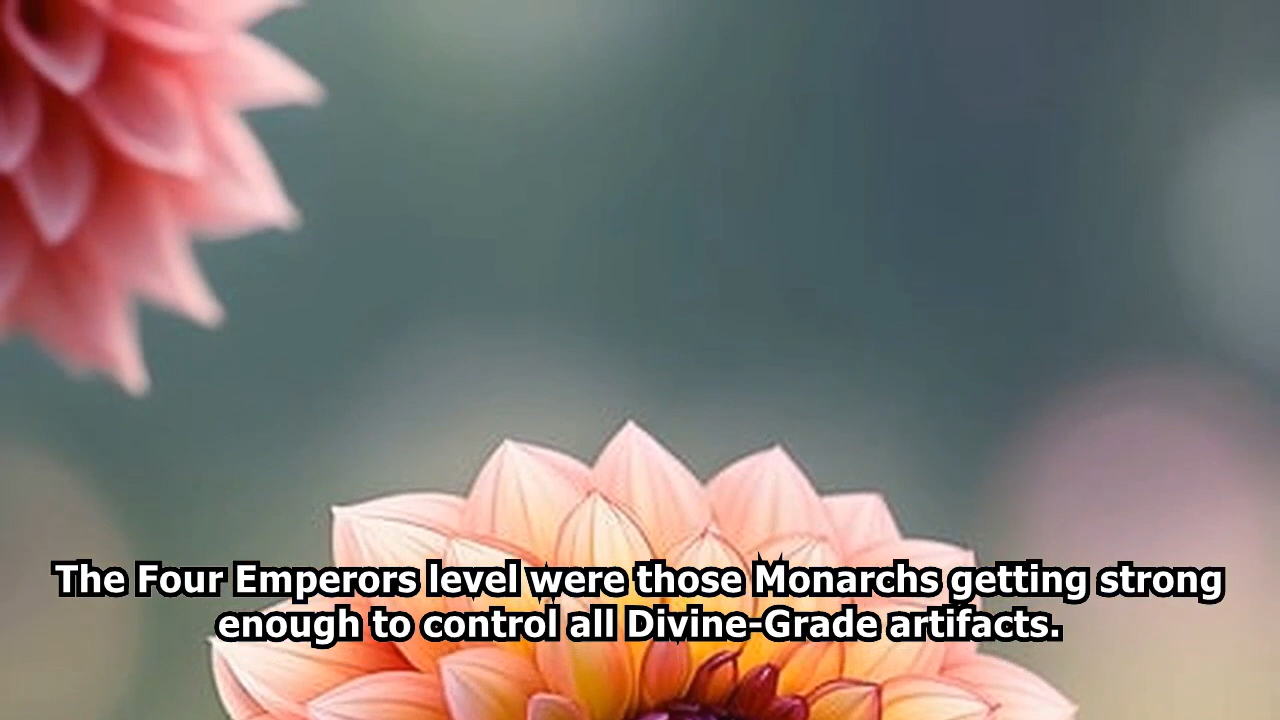 The Four Emperors level were those Monarchs getting strong
enough to control all Divine-Grade artifacts.